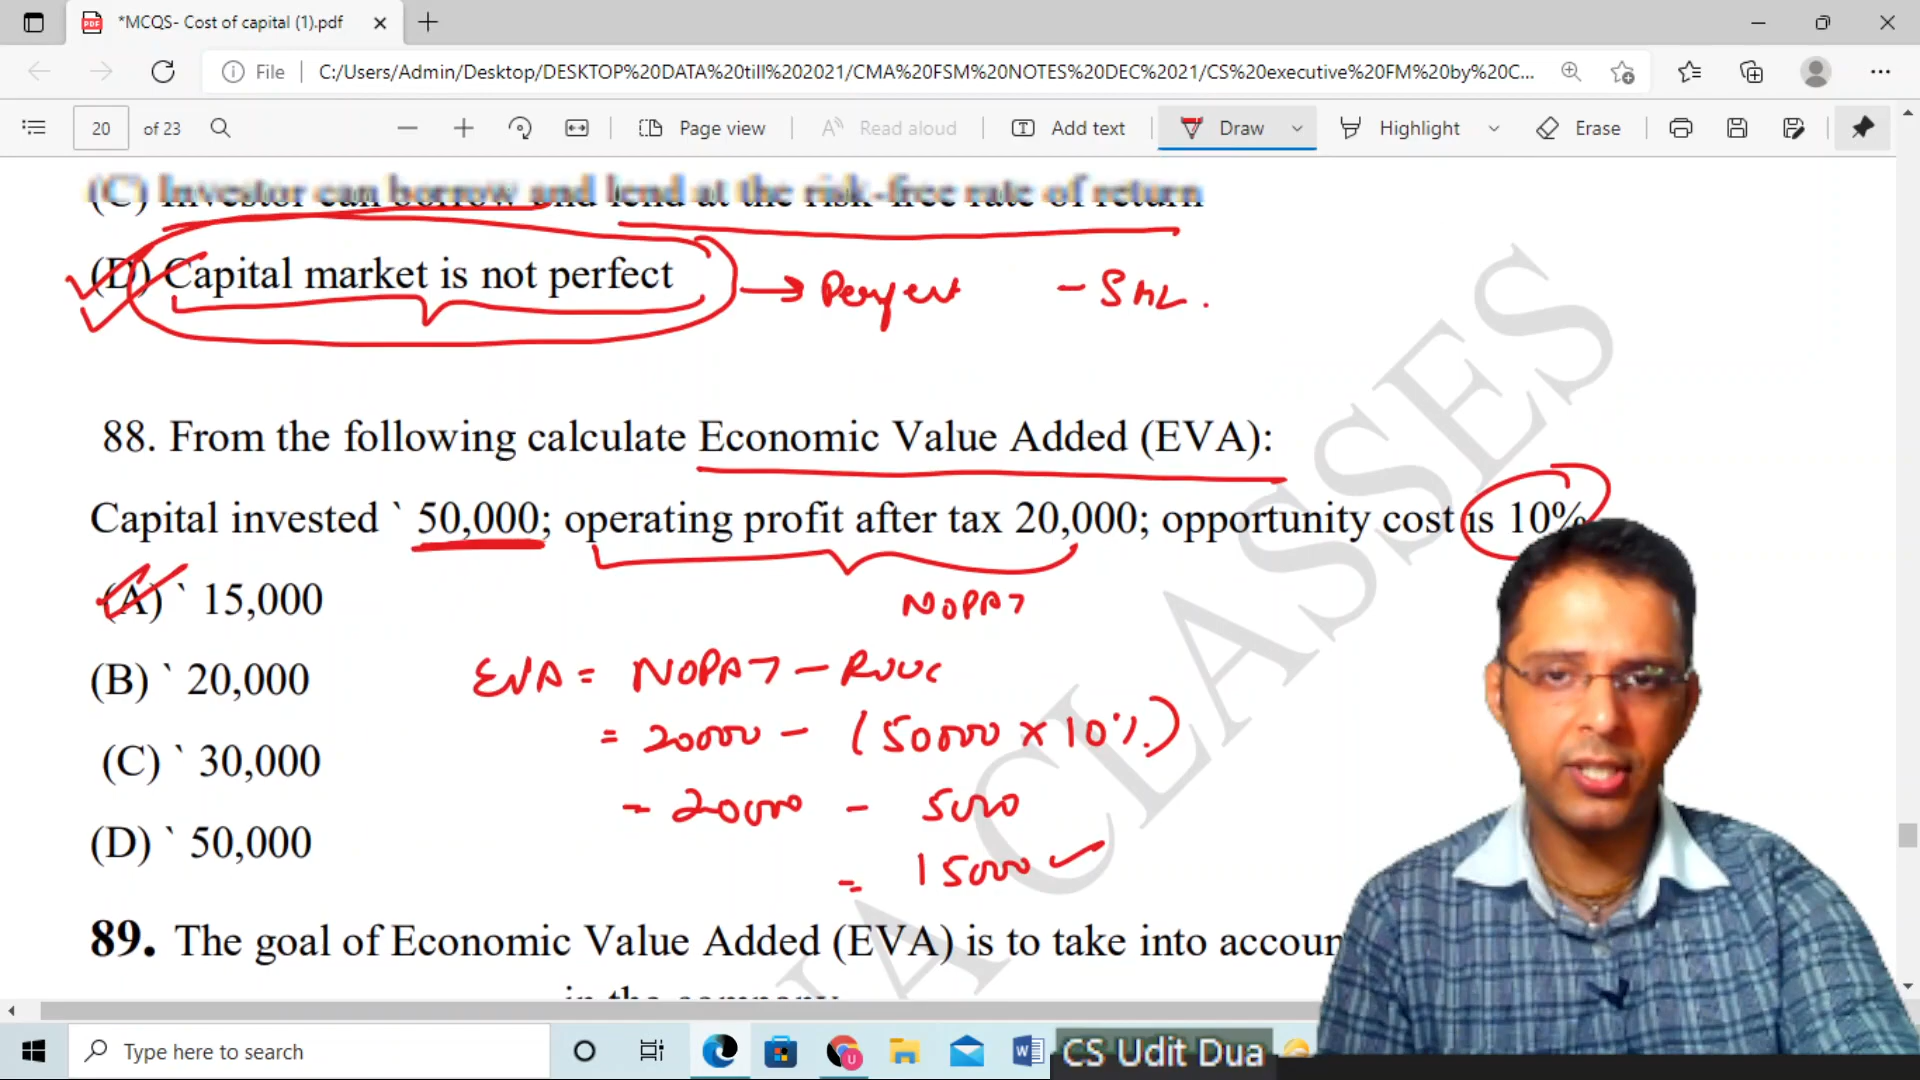 *MCQS- Cost of capital (1).pdf
File
C:/Users/Admin/Desktop/DESKTOP%20DATA%20till%202021/CMA%20FSM%20NOTES%20DEC%2021/CS%20executive%20FM%20by%20C...
20 of 23
Page view
Read aloud
Add text
Draw
Highlight
Erase
(C) Investor can borrow and lend at the risk-free rate of return
(D) Capital market is not perfect
→ Perfect - SML.
88. From the following calculate Economic Value Added (EVA):
Capital invested ` 50,000; operating profit after tax 20,000; opportunity cost is 10%
(A) ` 15,000
NOPAT
(B) ` 20,000
EVA = NOPAT -
(C) ` 30,000
= 20000 - (50000 × 10%)
= 20000 - 5000
(D) ` 50,000
= 15000
89. The goal of Economic Value Added (EVA) is to take into accoun
in the company
CLASSES
Type here to search
CS Udit Dua